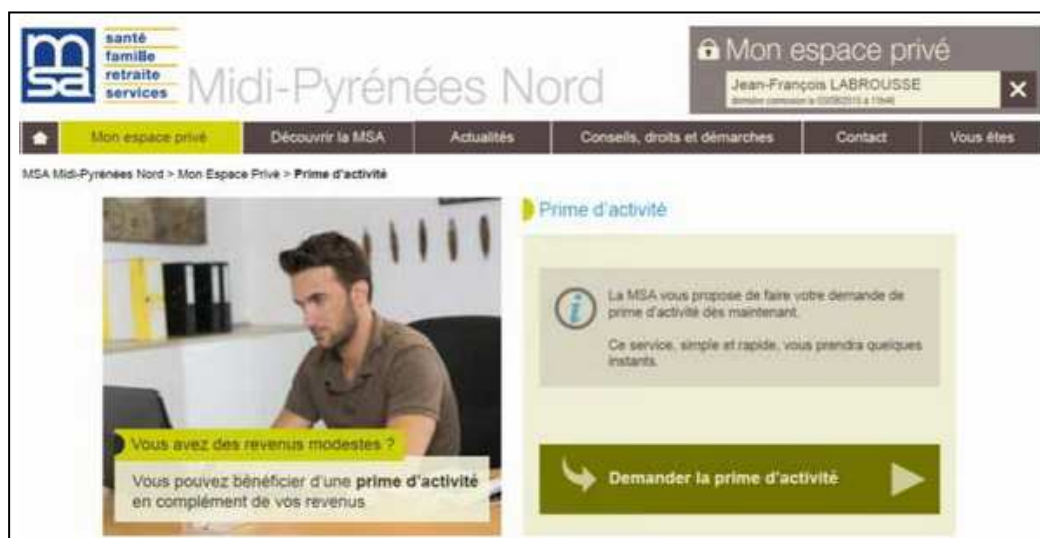 msa
santé
famille
retraite
services
Midi-Pyrénées Nord
Mon espace privé
Jean-François LABROUSSE
Mon espace privé
Découvrir la MSA
Actualités
Conseils, droits et démarches
Contact
Vous êtes
MSA Midi-Pyrénées Nord > Mon Espace Privé > Prime d'activité
Vous avez des revenus modestes ?
Vous pouvez bénéficier d'une prime d'activité
en complément de vos revenus
Prime d'activité
La MSA vous propose de faire votre demande de
prime d'activité dès maintenant.
Ce service, simple et rapide, vous prendra quelques
instants.
Demander la prime d'activité